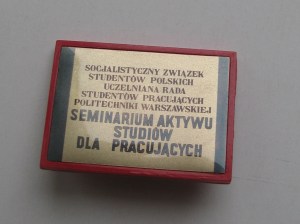 SOCJALISTYCZNY ZWIĄZEK
STUDENTÓW POLSKICH
UCZELNIANA RADA
STUDENTÓW PRACUJĄCYCH
POLITECHNIKI WARSZAWSKIEJ
SEMINARIUM AKTYWU
STUDIÓW
DLA PRACUJĄCYCH